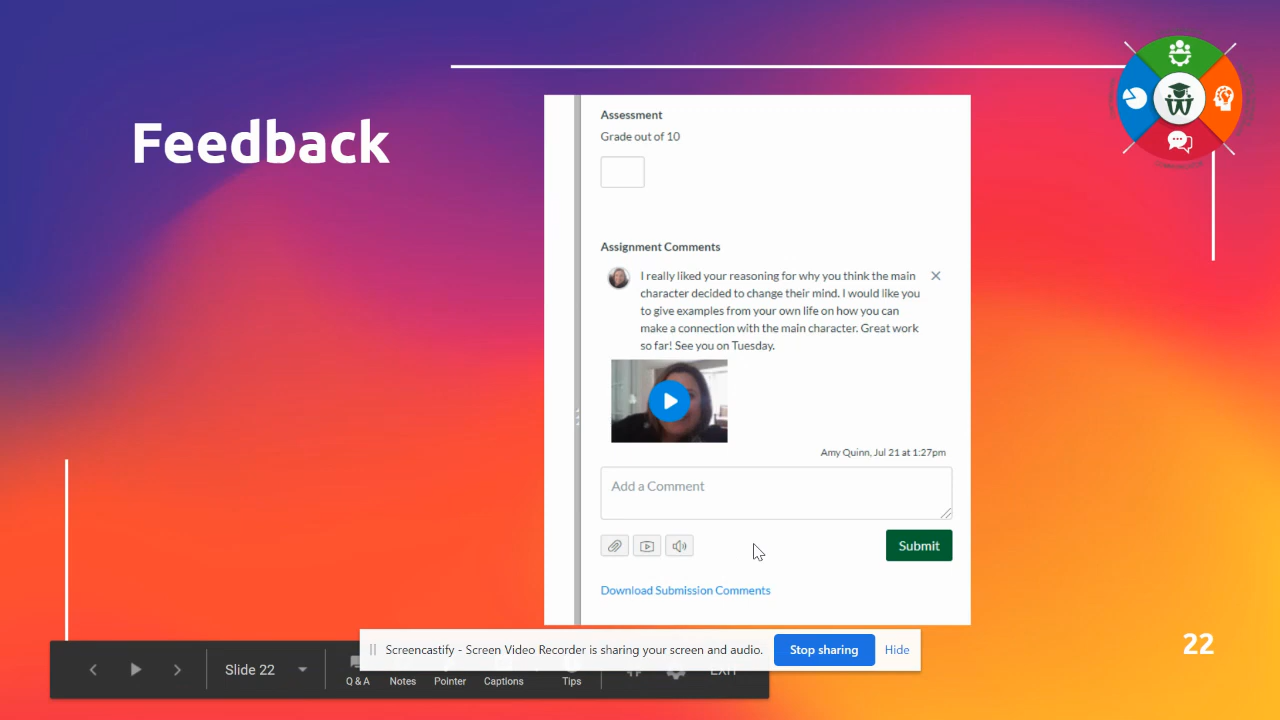 Feedback
Assessment
Grade out of 10
Assignment Comments
I really liked your reasoning for why you think the main
character decided to change their mind. I would like you
to give examples from your own life on how you can
make a connection with the main character. Great work
so far! See you on Tuesday.
Amy Quinn, Jul 21 at 1:27pm
Add a Comment
Submit
Download Submission Comments
22
Screencastify - Screen Video Recorder is sharing your screen and audio.
Stop sharing
Hide
Slide 22
Q & A
Notes
Pointer
Captions
Tips
EXIT